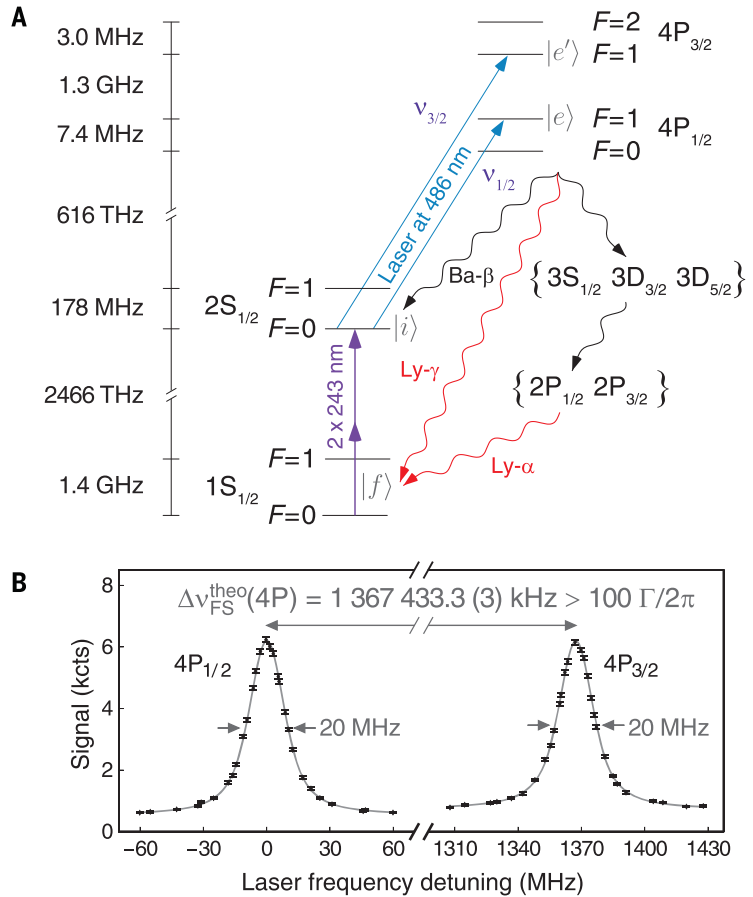 A
3.0 MHz
1.3 GHz
7.4 MHz
616 THz
178 MHz
2466 THz
1.4 GHz
F=2 4P3/2
|e′⟩ F=1
ν3/2
|e⟩ F=1 4P1/2
F=0
ν1/2
Laser at 486 nm
Ba-β
{3S1/2 3D3/2 3D5/2}
2S1/2
F=1
F=0 |i⟩
Ly-γ
{2P1/2 2P3/2}
2 x 243 nm
Ly-α
F=1
1S1/2 |f⟩
F=0
B
ΔνFS^theo(4P) = 1 367 433.3 (3) kHz > 100 Γ/2π
4P1/2
4P3/2
20 MHz
20 MHz
Signal (kcts)
8
6
4
2
0
−60 −30 0 30 60 1310 1340 1370 1400 1430
Laser frequency detuning (MHz)